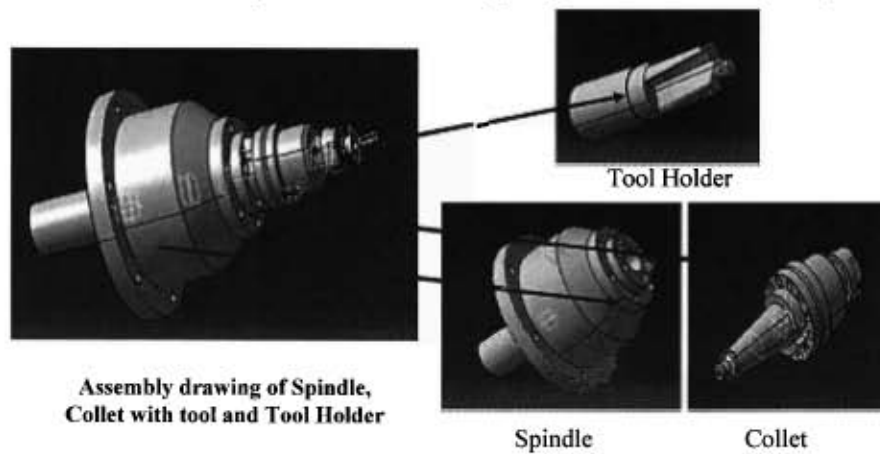 Tool Holder
Assembly drawing of Spindle,
Collet with tool and Tool Holder
Spindle
Collet